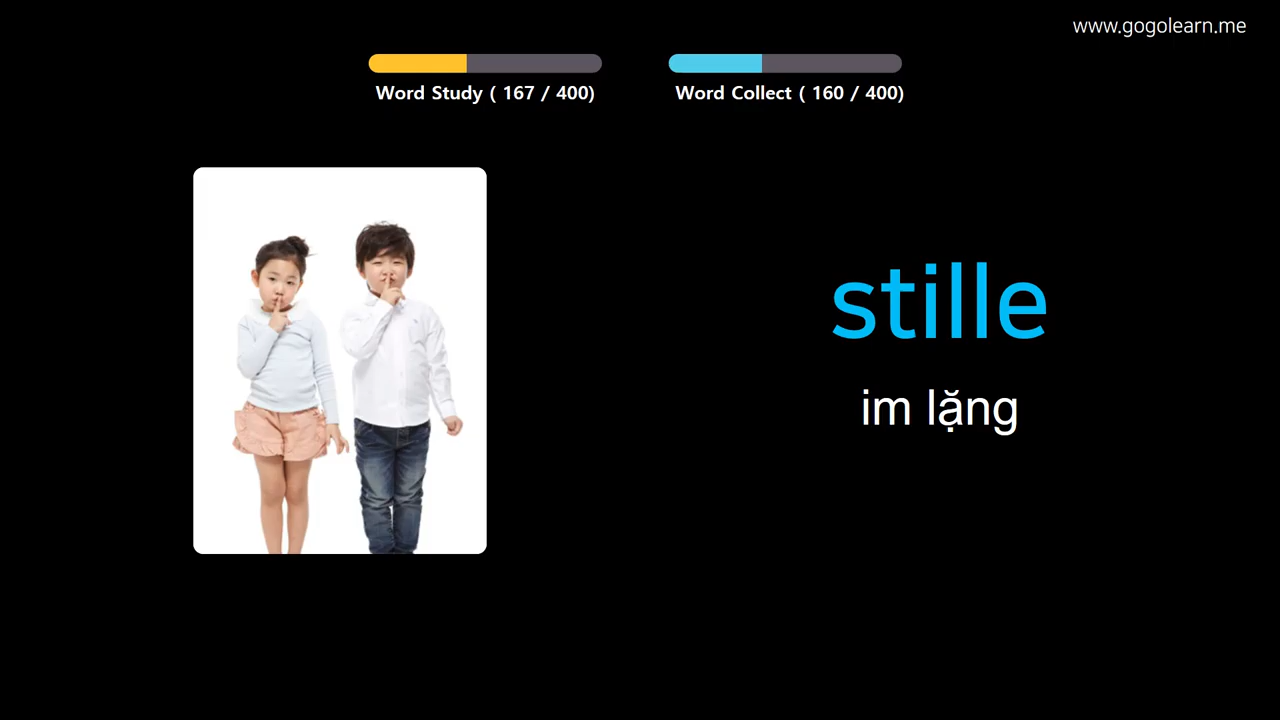 www.gogolearn.me
Word Study ( 167 / 400)
Word Collect ( 160 / 400)
stille
im lặng